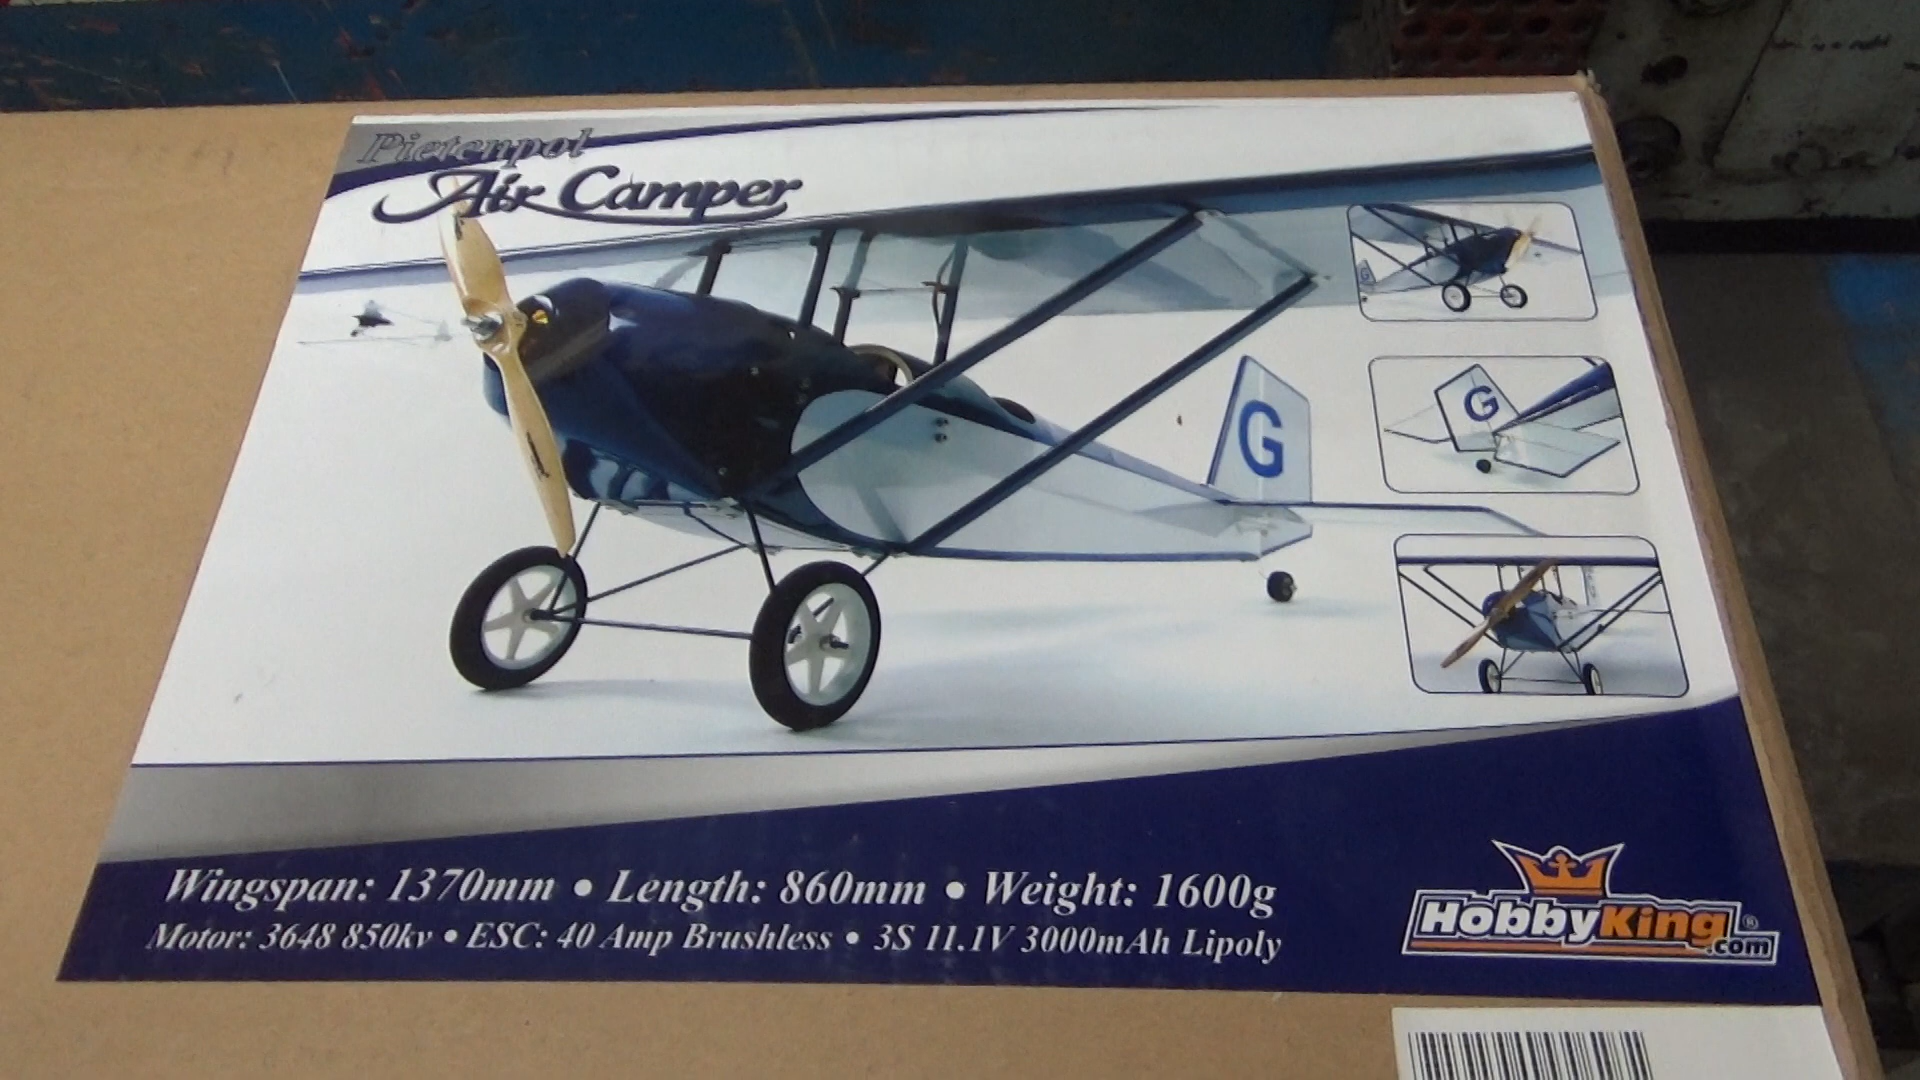 Pietenpol
Air Camper
G
G
G
Wingspan: 1370mm • Length: 860mm • Weight: 1600g
Motor: 3648 850kv • ESC: 40 Amp Brushless • 3S 11.1V 3000mAh Lipoly
HobbyKing®
.com